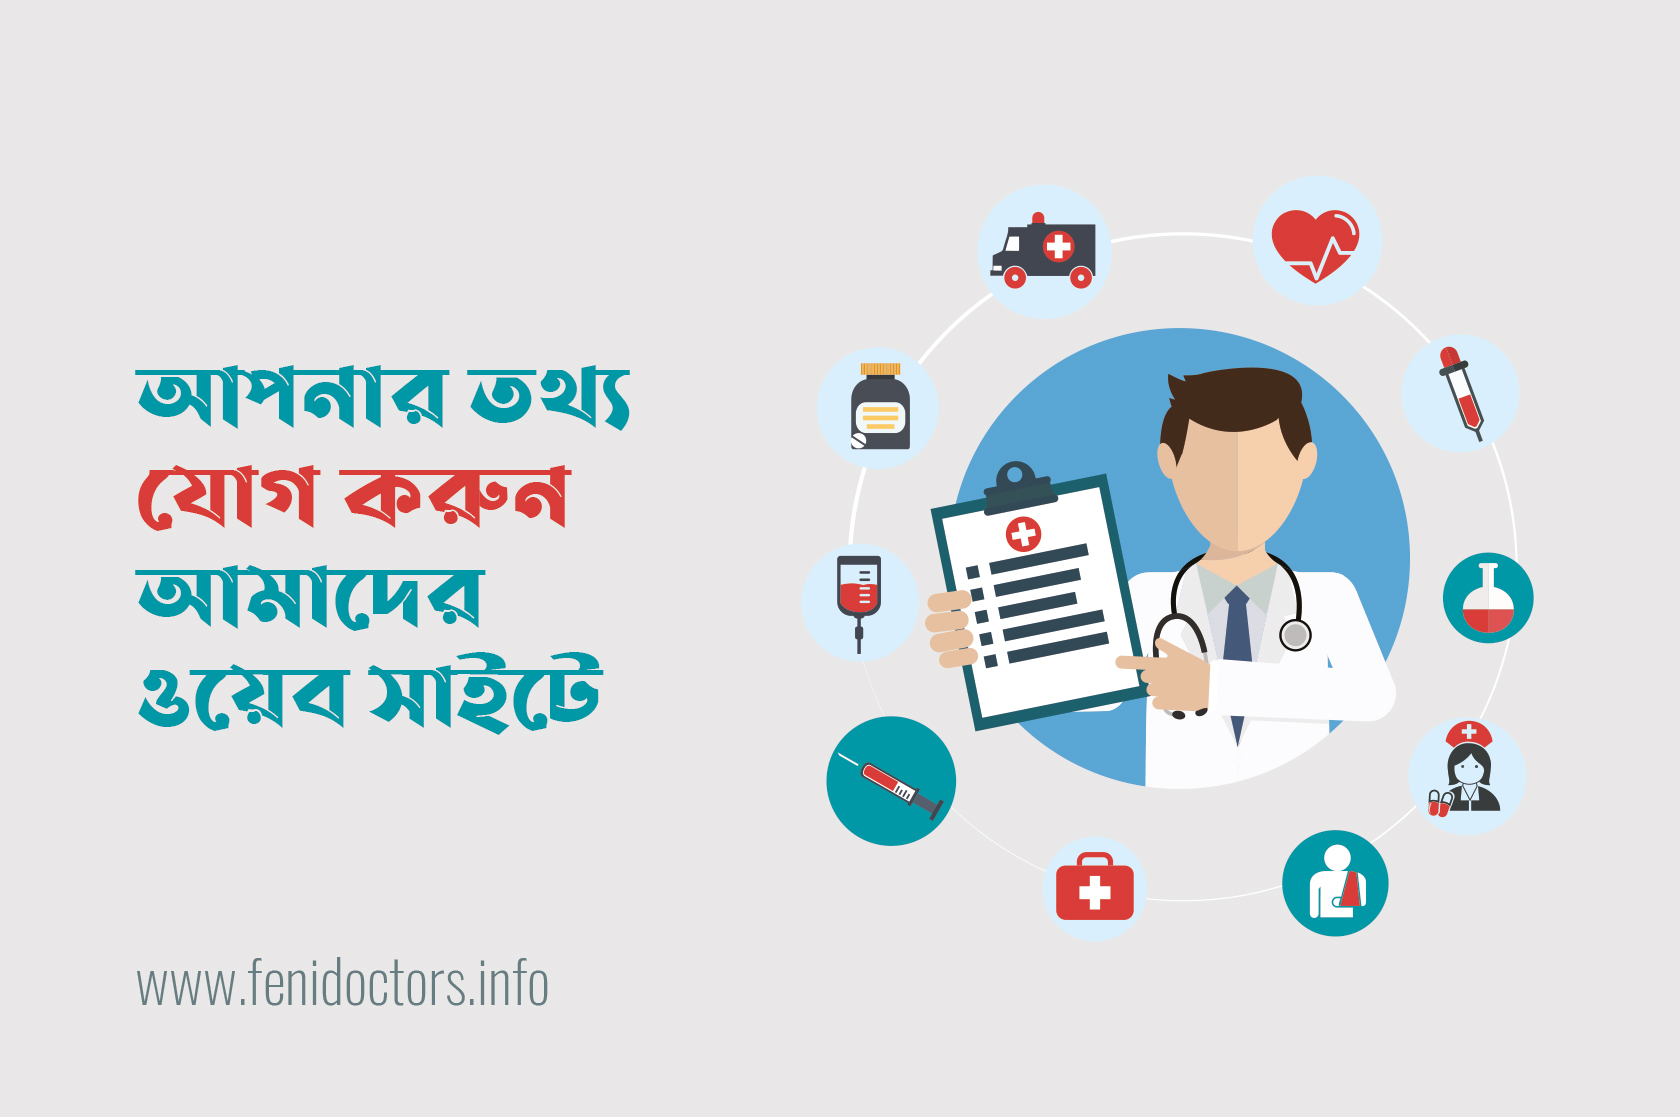 আপনার তথ্য
যোগ করুন
আমাদের
ওয়েব সাইটে
www.fenidoctors.info